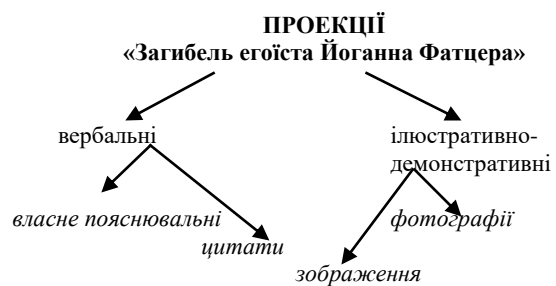 ПРОЕКЦІЇ
«Загибель егоїста Йоганна Фатцера»
вербальні
ілюстративно-
демонстративні
власне пояснювальні
цитати
фотографії
зображення